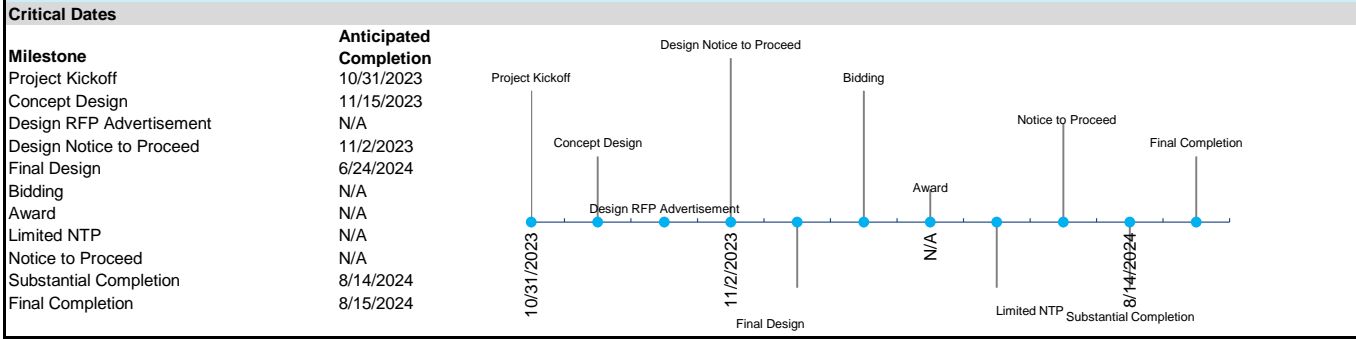 Critical Dates
Milestone Anticipated Completion
Project Kickoff 10/31/2023
Concept Design 11/15/2023
Design RFP Advertisement N/A
Design Notice to Proceed 11/2/2023
Final Design 6/24/2024
Bidding N/A
Award N/A
Limited NTP N/A
Notice to Proceed N/A
Substantial Completion 8/14/2024
Final Completion 8/15/2024
Design Notice to Proceed
Project Kickoff
Bidding
Notice to Proceed
Concept Design
Final Completion
Award
Design RFP Advertisement
10/31/2023
11/2/2023
N/A
8/14/2024
Limited NTP
Substantial Completion
Final Design